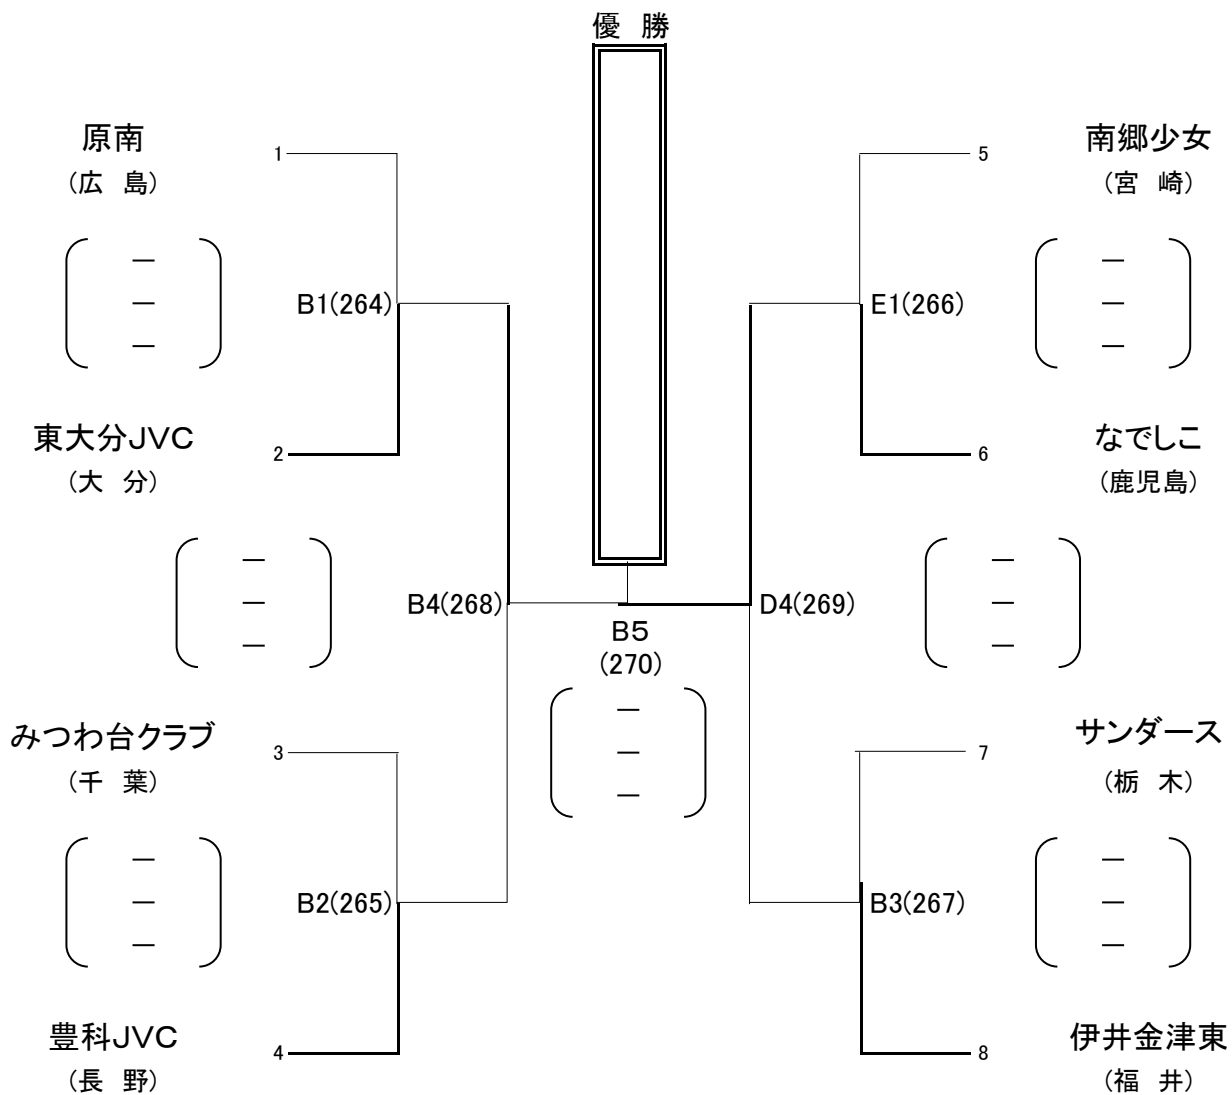 優 勝
原南
(広 島)
1
5
南郷少女
(宮 崎)
－
－
－
B1(264)
E1(266)
－
－
－
東大分JVC
(大 分)
2
6
なでしこ
(鹿児島)
－
－
－
B4(268)
B5
(270)
D4(269)
－
－
－
－
－
－
みつわ台クラブ
(千 葉)
3
7
サンダース
(栃 木)
－
－
－
B2(265)
B3(267)
－
－
－
豊科JVC
(長 野)
4
8
伊井金津東
(福 井)